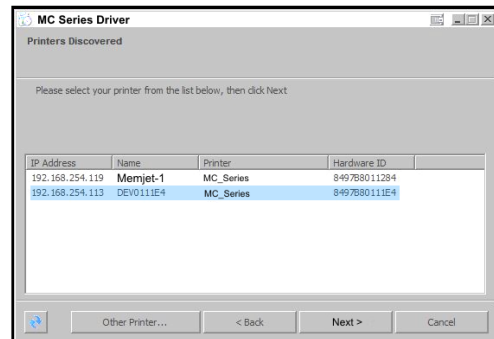 MC Series Driver
Printers Discovered
Please select your printer from the list below, then click Next
IP Address Name Printer Hardware ID
192.168.254.119 Memjet-1 MC_Series 849788011284
192.168.254.113 DEV0111E4 MC_Series 8497880111E4
Other Printer... < Back Next > Cancel